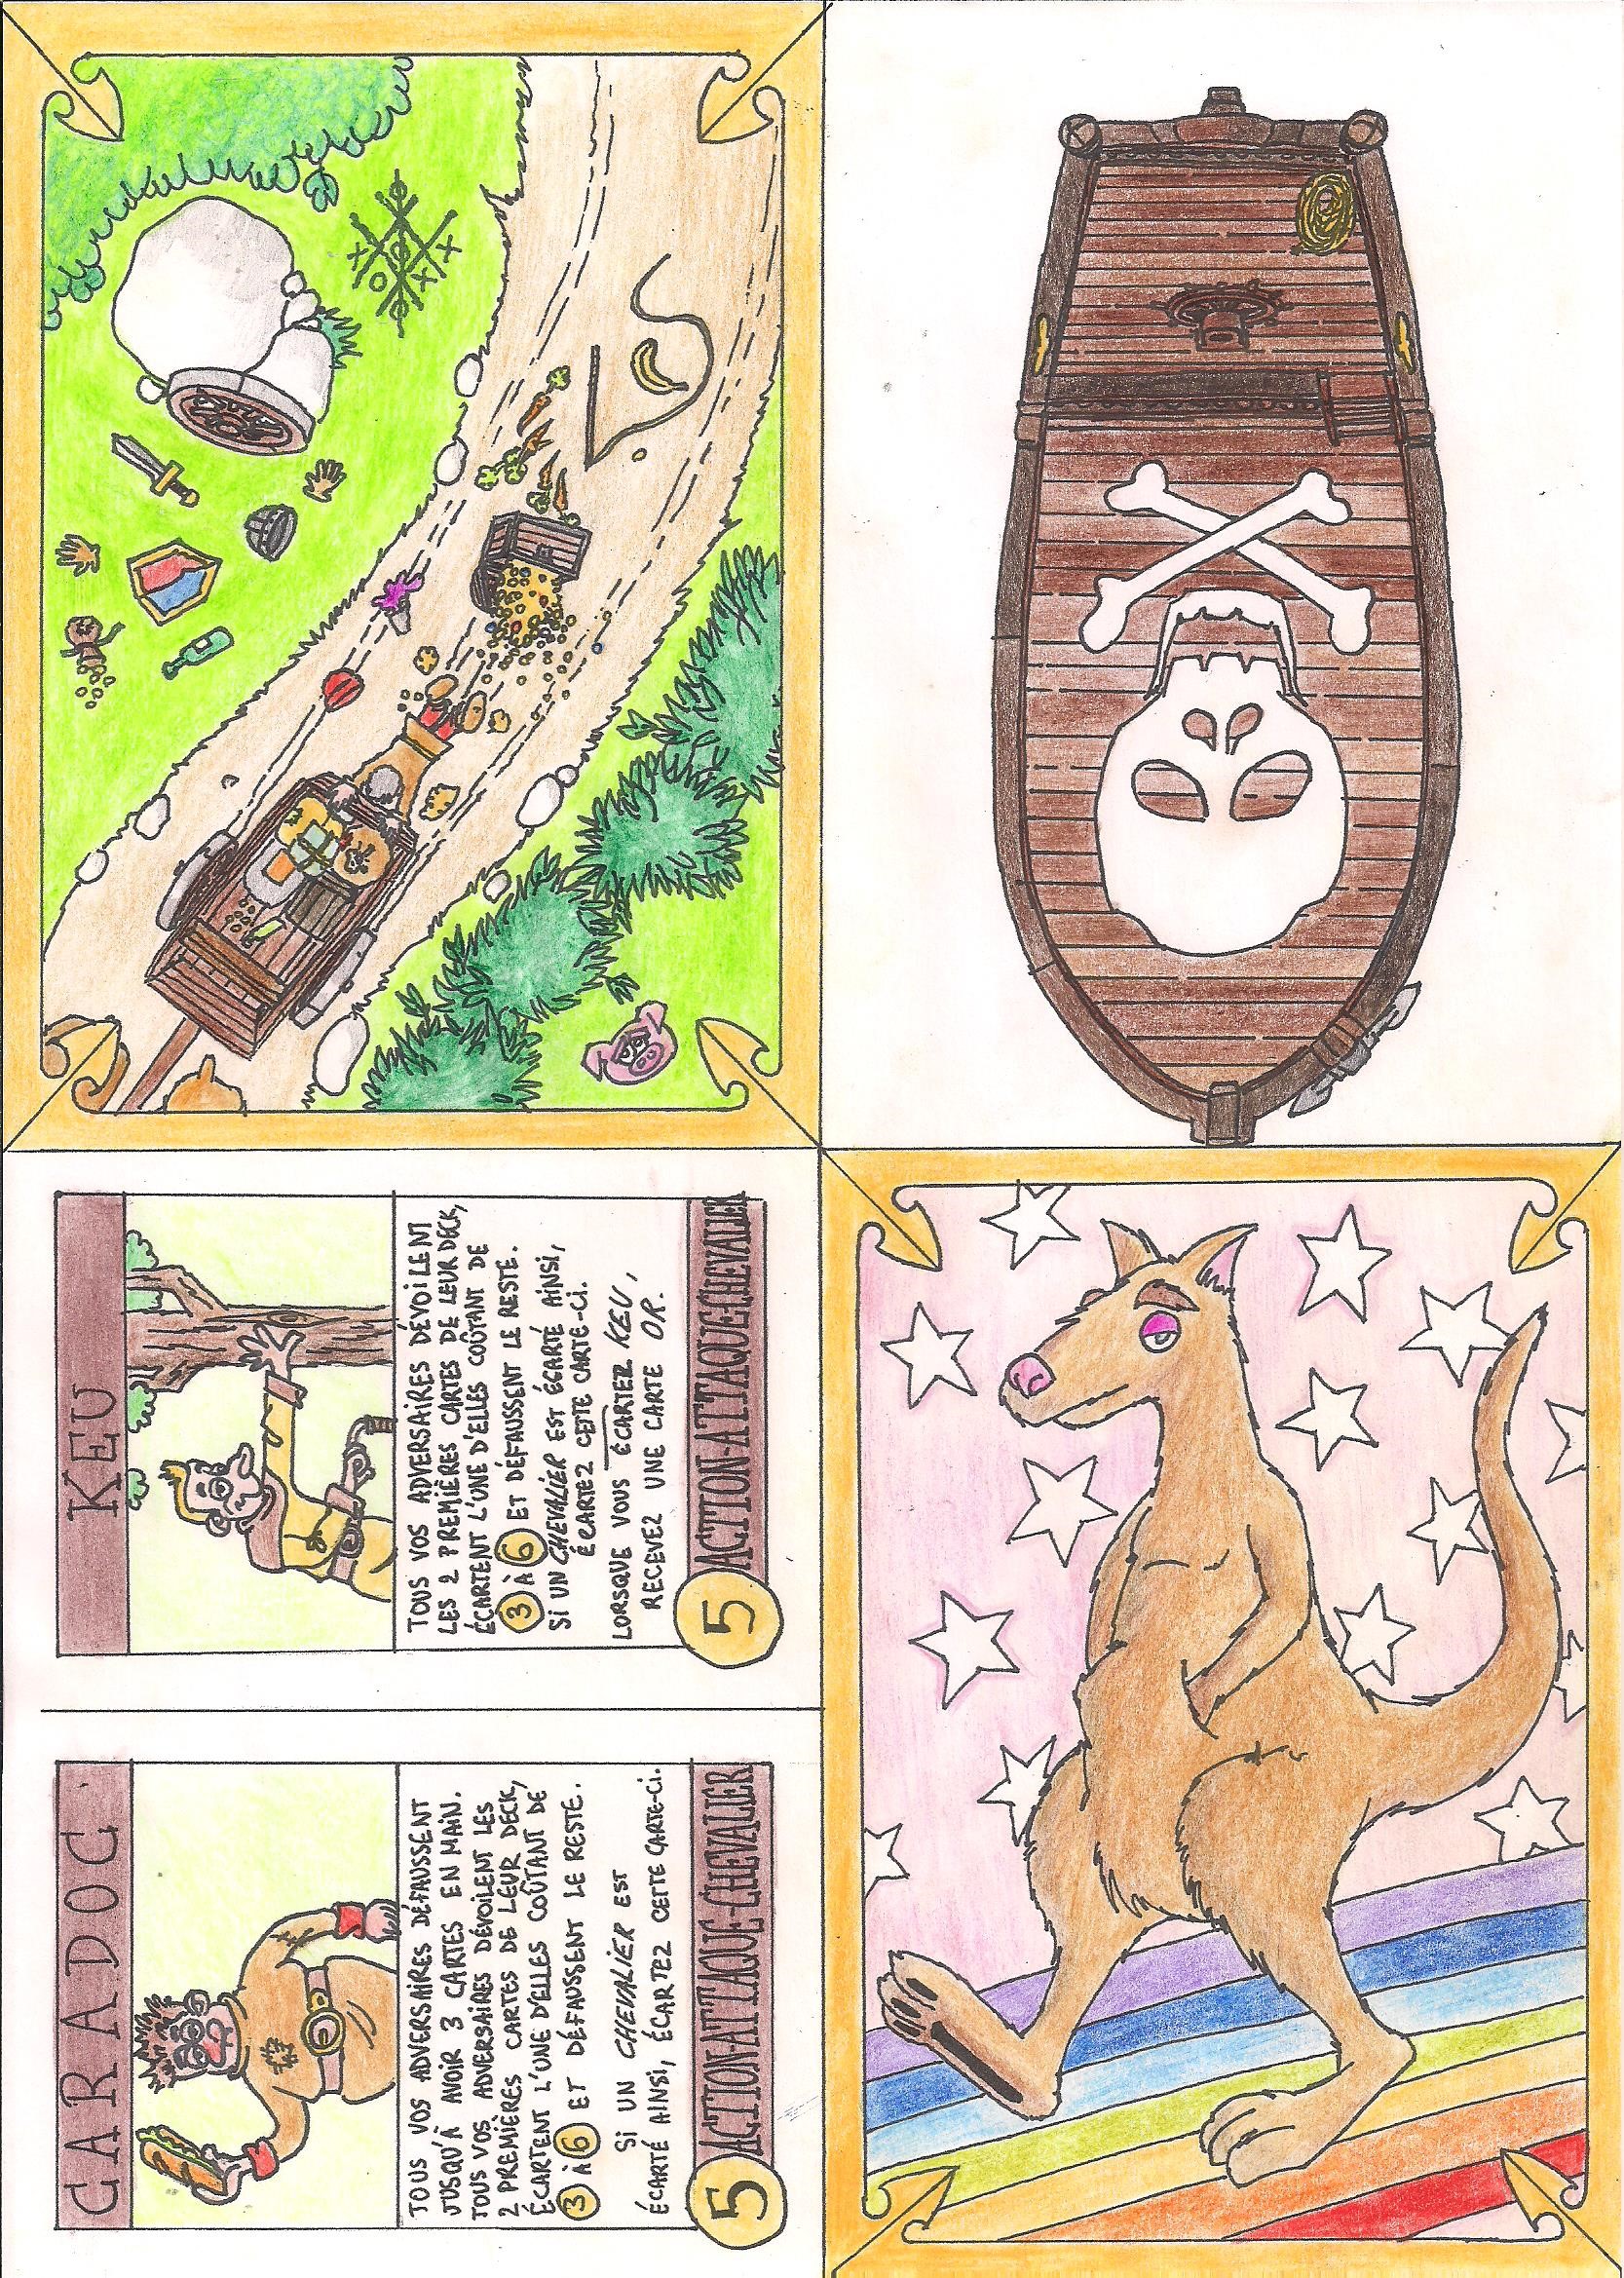 CARADOC
TOUS VOS ADVERSAIRES DÉFAUSSENT
JUSQU'À AVOIR 3 CARTES EN MAIN.
TOUS VOS ADVERSAIRES DÉVOILENT LES
2 PREMIÈRES CARTES DE LEUR DECK,
ÉCARTENT L'UNE D'ELLES COÛTANT DE
3 À 6 ET DÉFAUSSENT LE RESTE.
SI UN CHEVALIER EST
ÉCARTÉ AINSI, ÉCARTEZ CETTE CARTE-CI.
5 ACTION-ATTAQUE-CHEVALIER
KEU
TOUS VOS ADVERSAIRES DÉVOILENT
LES 2 PREMIÈRES CARTES DE LEUR DECK,
ÉCARTENT L'UNE D'ELLES COÛTANT DE
3 À 6 ET DÉFAUSSENT LE RESTE.
SI UN CHEVALIER EST ÉCARTÉ AINSI,
ÉCARTEZ CETTE CARTE-CI.
LORSQUE VOUS ÉCARTEZ KEU,
RECEVEZ UNE CARTE OR.
5 ACTION-ATTAQUE-CHEVALIER